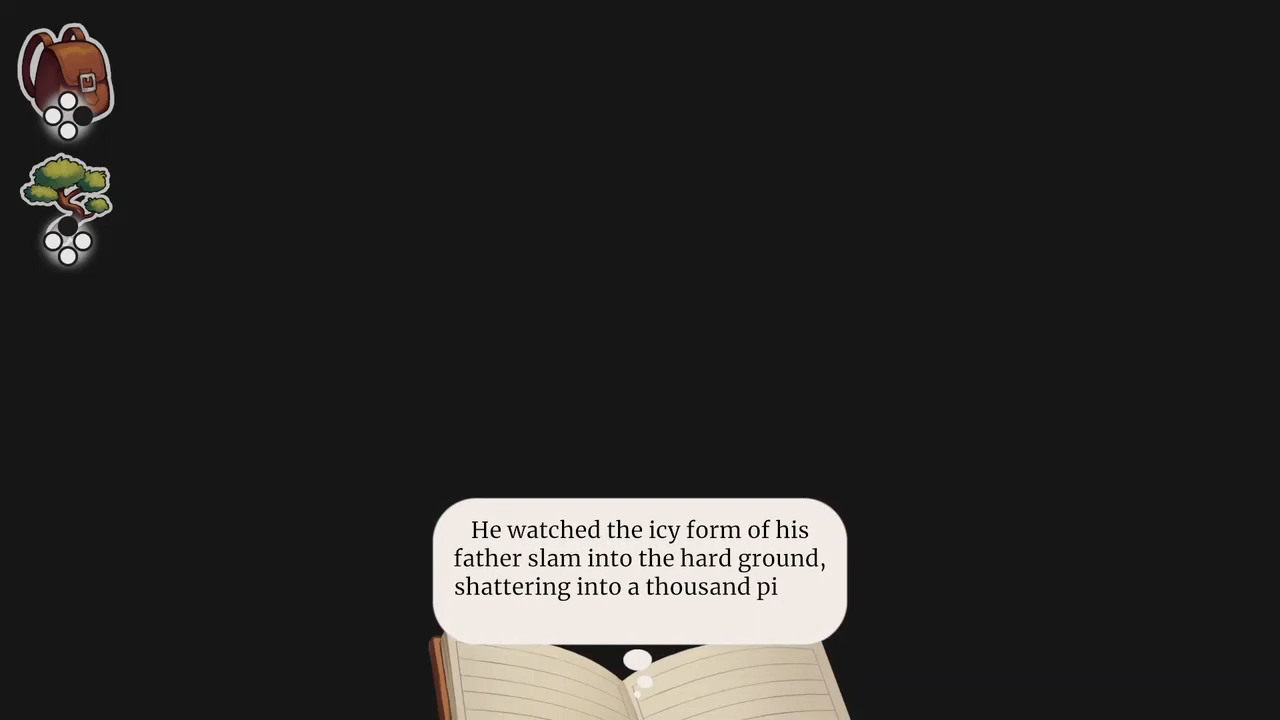 He watched the icy form of his
father slam into the hard ground,
shattering into a thousand pi